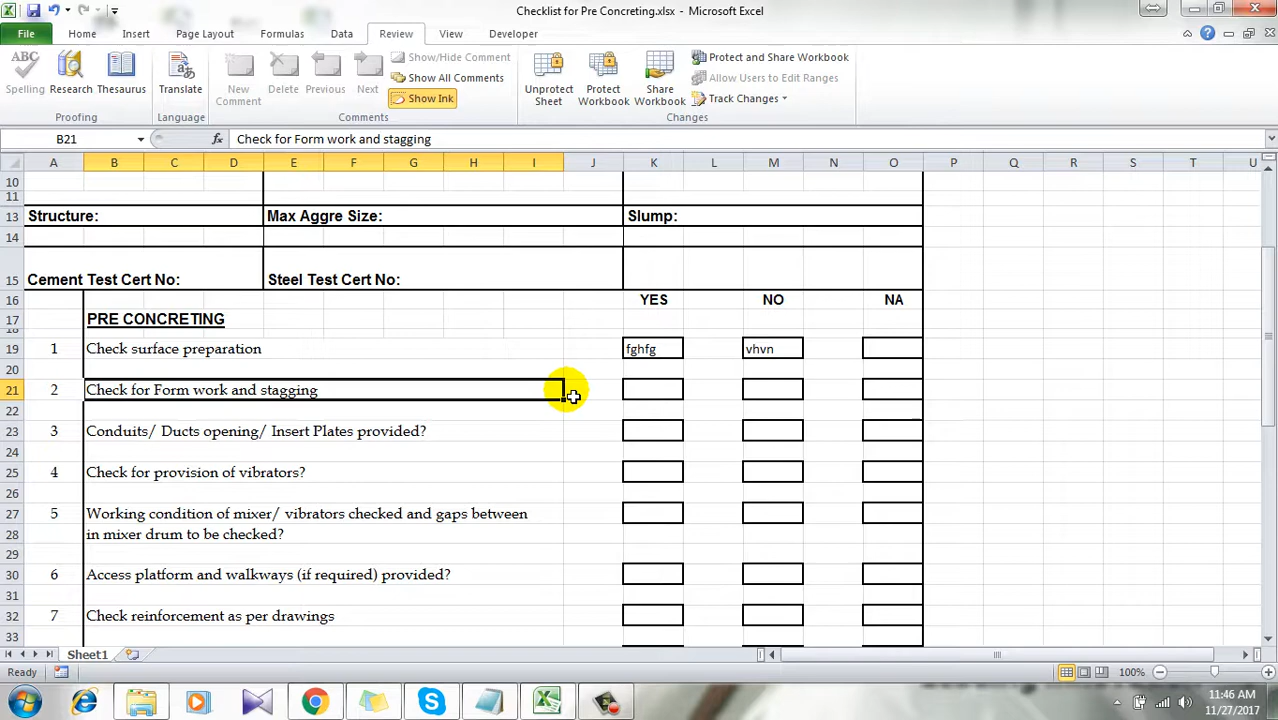 Checklist for Pre Concreting.xlsx - Microsoft Excel
File Home Insert Page Layout Formulas Data Review View Developer
ABC
Spelling Research Thesaurus
Proofing
Translate
Language
New Comment Delete Previous Next
Show/Hide Comment
Show All Comments
Show Ink
Comments
Unprotect Sheet Protect Workbook Share Workbook
Protect and Share Workbook
Allow Users to Edit Ranges
Track Changes
Changes
B21 fx Check for Form work and stagging
A B C D E F G H I J K L M N O P Q R S T U
10
11
13 Structure: Max Aggre Size: Slump:
14
15 Cement Test Cert No: Steel Test Cert No:
16 YES NO NA
17 PRE CONCRETING
18
19 1 Check surface preparation fghfg vhvn
20
21 2 Check for Form work and stagging
22
23 3 Conduits/ Ducts opening/ Insert Plates provided?
24
25 4 Check for provision of vibrators?
26
27 5 Working condition of mixer/ vibrators checked and gaps between
28 in mixer drum to be checked?
29
30 6 Access platform and walkways (if required) provided?
31
32 7 Check reinforcement as per drawings
33
Sheet1
Ready 100%
11:46 AM
11/27/2017